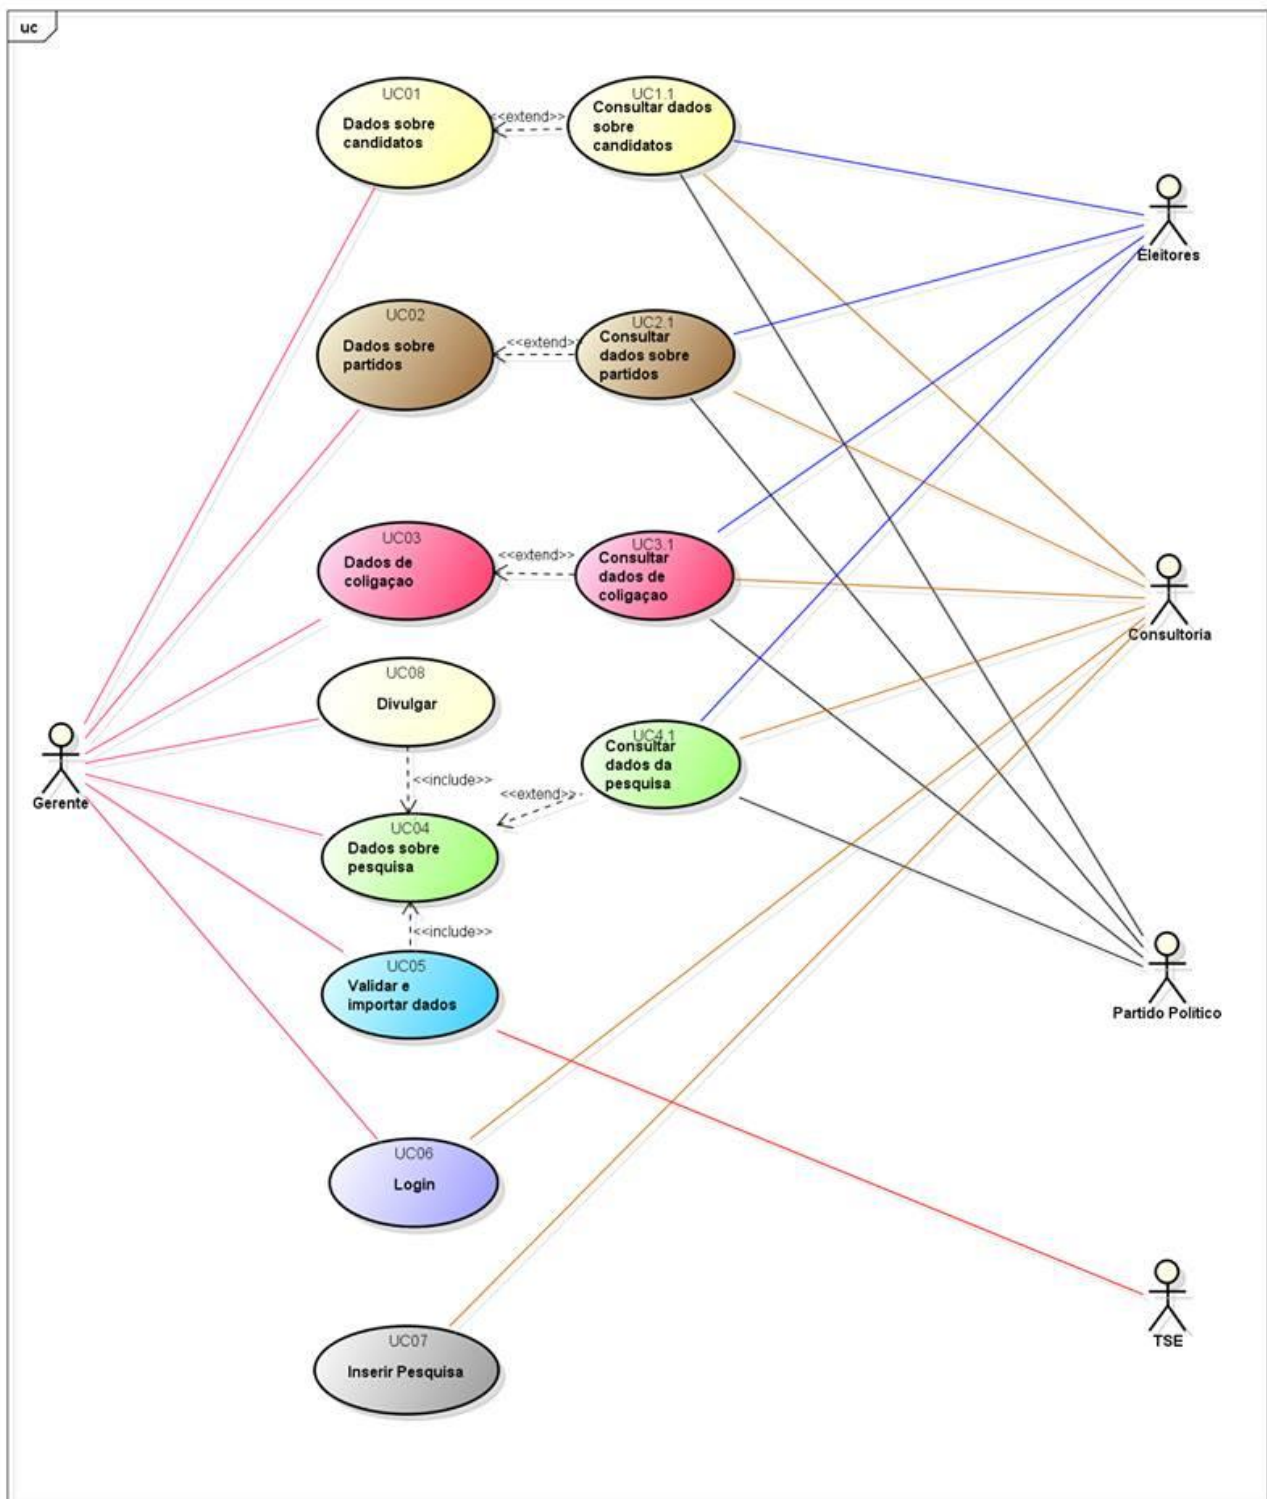 uc
UC01
Dados sobre
candidatos
<<extend>>
UC1.1
Consultar dados
sobre
candidatos
Eleitores
UC02
Dados sobre
partidos
<<extend>>
UC2.1
Consultar
dados sobre
partidos
UC03
Dados de
coligaçao
<<extend>>
UC3.1
Consultar
dados de
coligaçao
Consultoria
UC08
Divulgar
Gerente
<<include>>
<<extend>>
UC4.1
Consultar
dados da
pesquisa
UC04
Dados sobre
pesquisa
<<include>>
UC05
Validar e
importar dados
Partido Politico
UC06
Login
TSE
UC07
Inserir Pesquisa